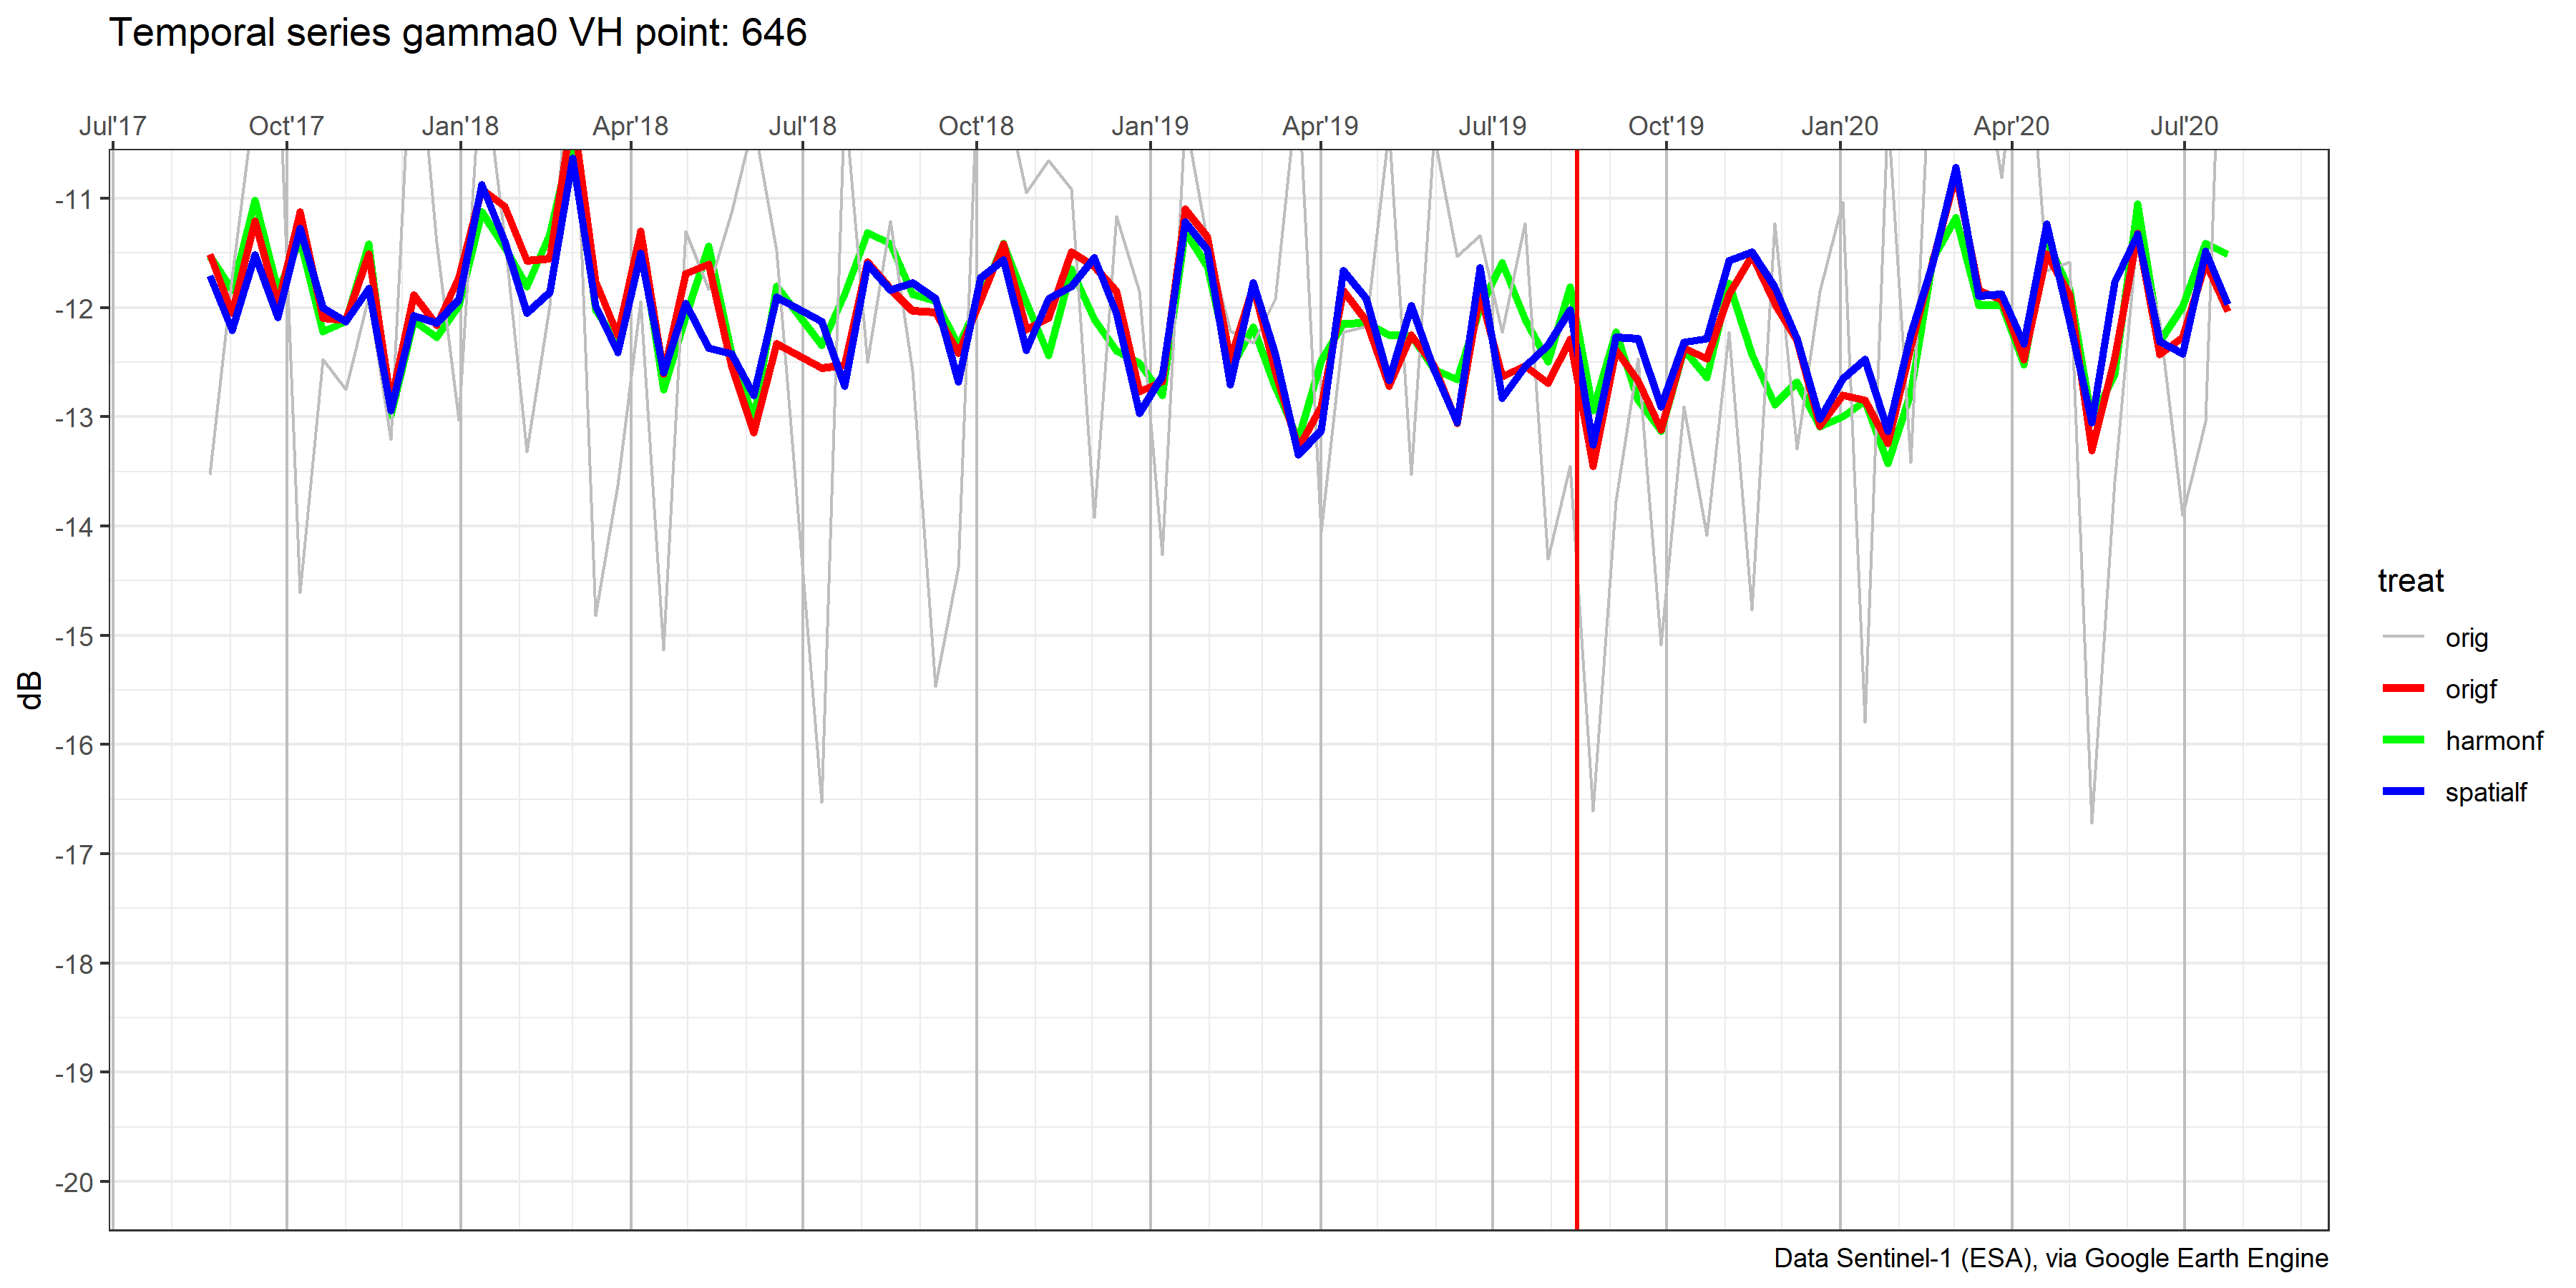 Temporal series gamma0 VH point: 646
Jul'17 Oct'17 Jan'18 Apr'18 Jul'18 Oct'18 Jan'19 Apr'19 Jul'19 Oct'19 Jan'20 Apr'20 Jul'20
-11
-12
-13
-14
-15
-16
-17
-18
-19
-20
dB
treat
orig
origf
harmonf
spatialf
Data Sentinel-1 (ESA), via Google Earth Engine